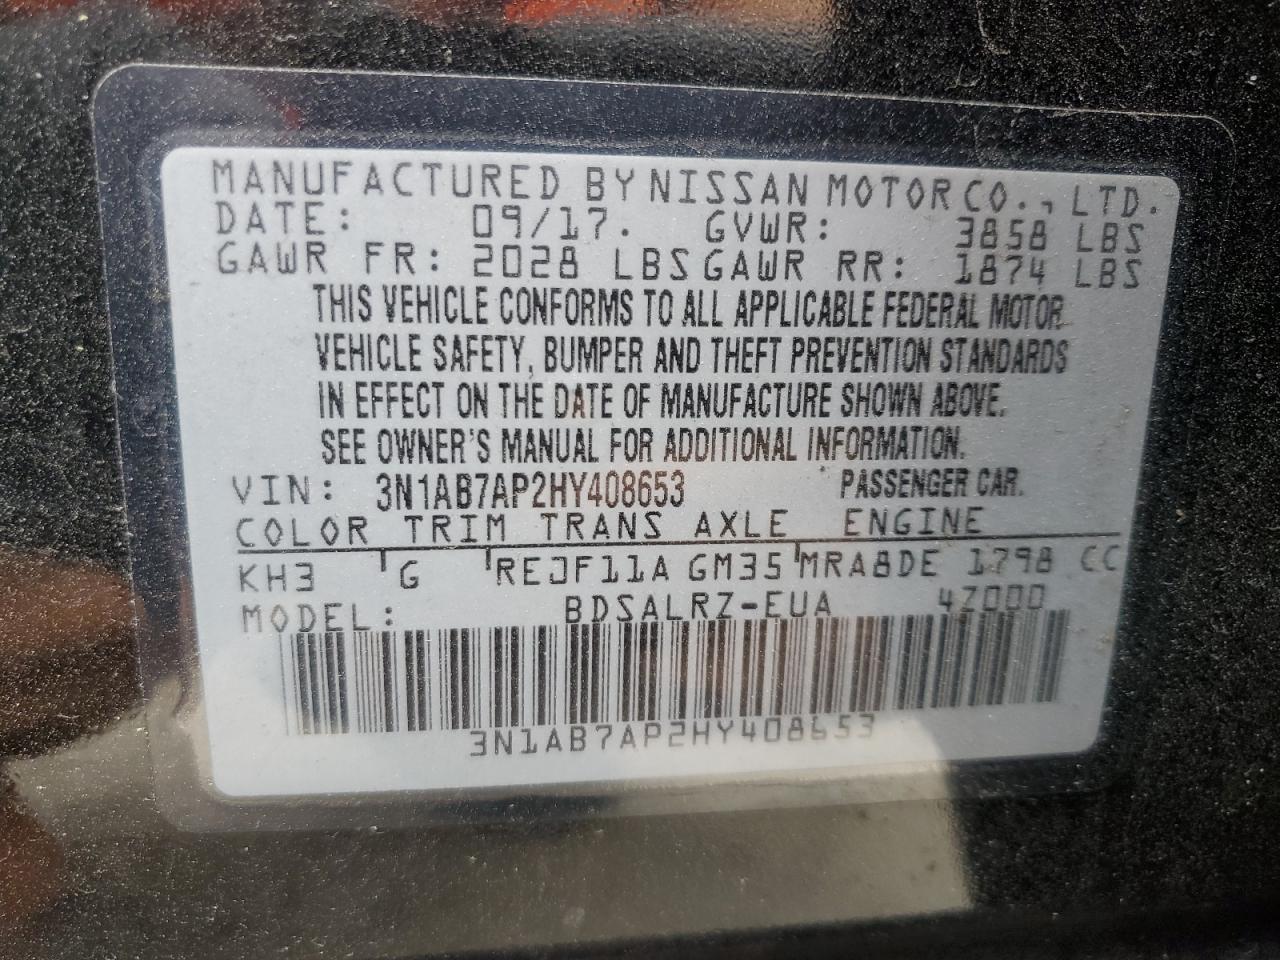 MANUFACTURED BY NISSAN MOTOR CO., LTD.
DATE: 09/17. GVWR: 3858 LBS
GAWR FR: 2028 LBS GAWR RR: 1874 LBS
THIS VEHICLE CONFORMS TO ALL APPLICABLE FEDERAL MOTOR
VEHICLE SAFETY, BUMPER AND THEFT PREVENTION STANDARDS
IN EFFECT ON THE DATE OF MANUFACTURE SHOWN ABOVE.
SEE OWNER'S MANUAL FOR ADDITIONAL INFORMATION.
VIN: 3N1AB7AP2HY408653 PASSENGER CAR.
COLOR TRIM TRANS AXLE ENGINE
KH3 G RE0F11A GM35 MRA8DE 1798 CC
MODEL: BDSALRZ-EUA 4Z000
3N1AB7AP2HY408653